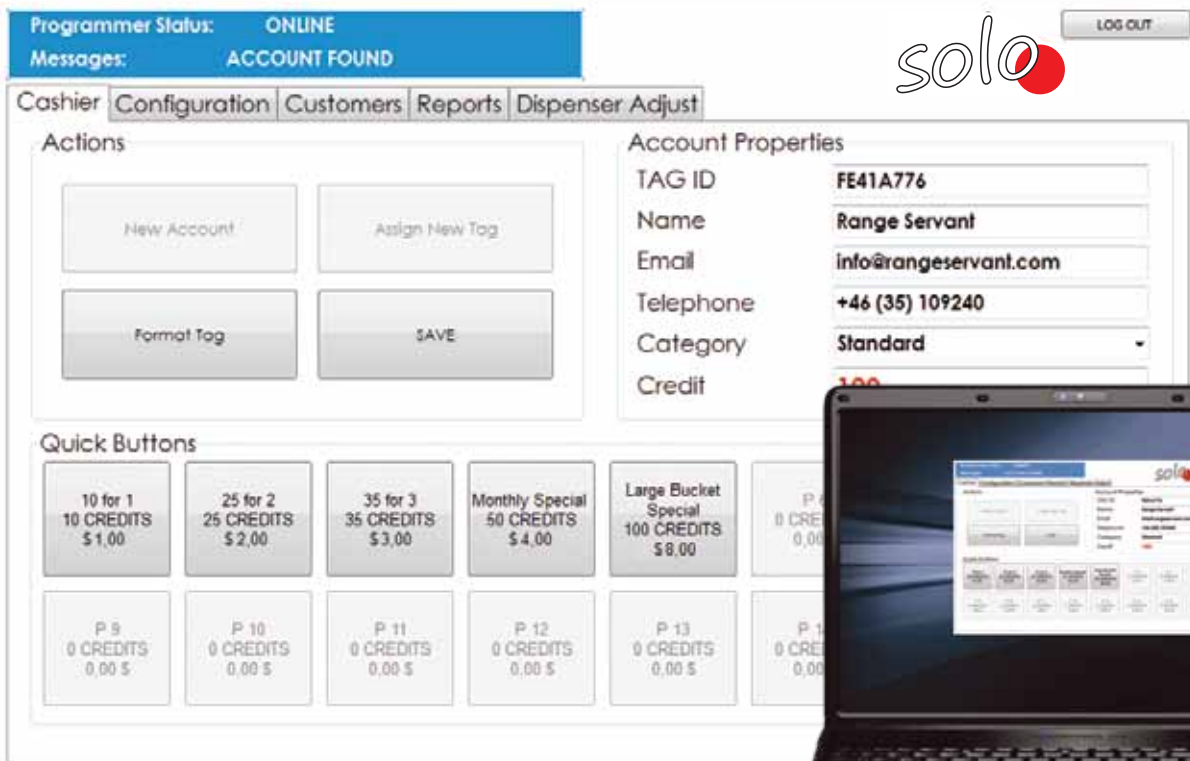 Programmer Status: ONLINE
Messages: ACCOUNT FOUND
solo
LOG OUT
Cashier Configuration Customers Reports Dispenser Adjust
Actions
New Account
Assign New Tag
Format Tag
SAVE
Account Properties
TAG ID FE41A776
Name Range Servant
Email info@rangeservant.com
Telephone +46 (35) 109240
Category Standard
Credit 100
Quick Buttons
10 for 1
10 CREDITS
$1,00
25 for 2
25 CREDITS
$2,00
35 for 3
35 CREDITS
$3,00
Monthly Special
50 CREDITS
$4,00
Large Bucket
Special
100 CREDITS
$8,00
P 9
0 CREDITS
0,00 $
P 10
0 CREDITS
0,00 $
P 11
0 CREDITS
0,00 $
P 12
0 CREDITS
0,00 $
P 13
0 CREDITS
0,00 $
solo